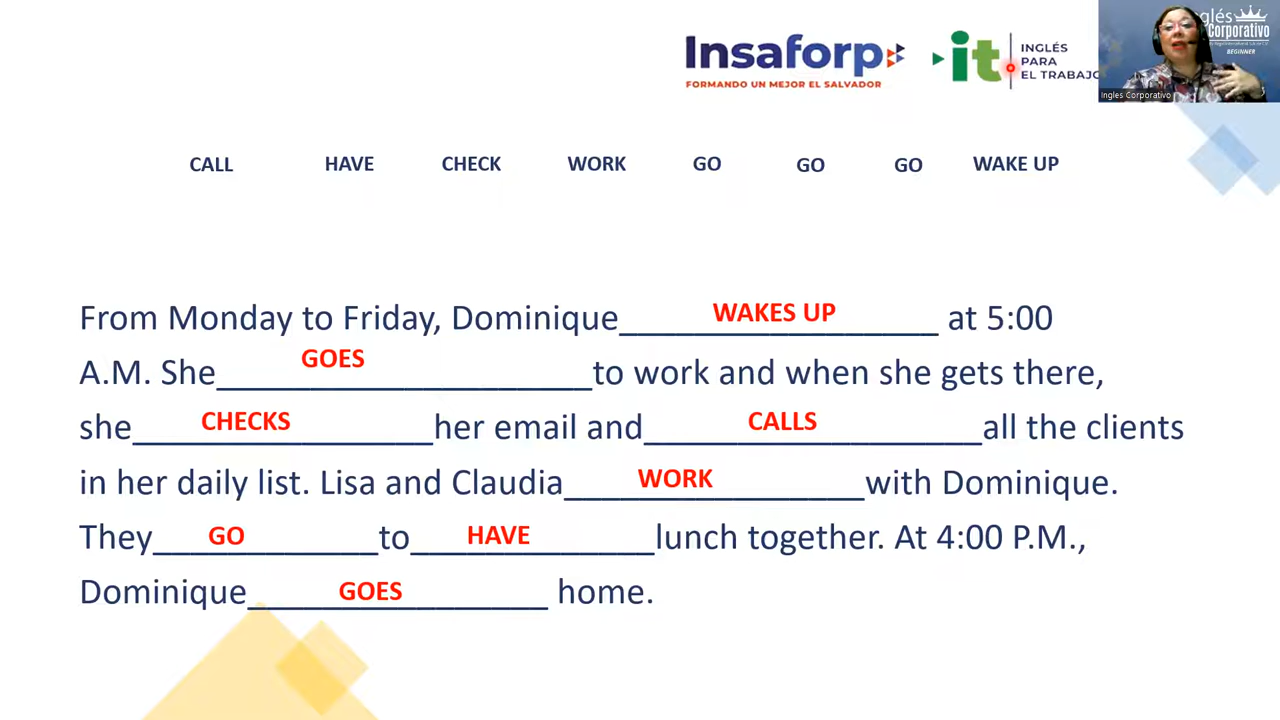 Insaforp
FORMANDO UN MEJOR EL SALVADOR
it
INGLÉS
PARA
EL TRABAJO
Inglés
Corporativo
BEGINNER
Ingles Corporativo
CALL HAVE CHECK WORK GO GO GO WAKE UP
From Monday to Friday, Dominique WAKES UP at 5:00
A.M. She GOES to work and when she gets there,
she CHECKS her email and CALLS all the clients
in her daily list. Lisa and Claudia WORK with Dominique.
They GO to HAVE lunch together. At 4:00 P.M.,
Dominique GOES home.